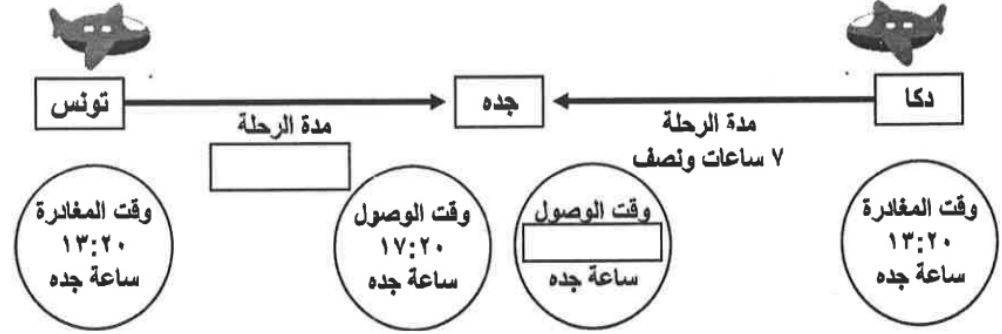 دكا
جده
تونس
مدة الرحلة
٧ ساعات ونصف
مدة الرحلة
وقت المغادرة
١٣:٢٠
ساعة جده
وقت الوصول
ساعة جده
وقت الوصول
١٧:٢٠
ساعة جده
وقت المغادرة
١٣:٢٠
ساعة جده